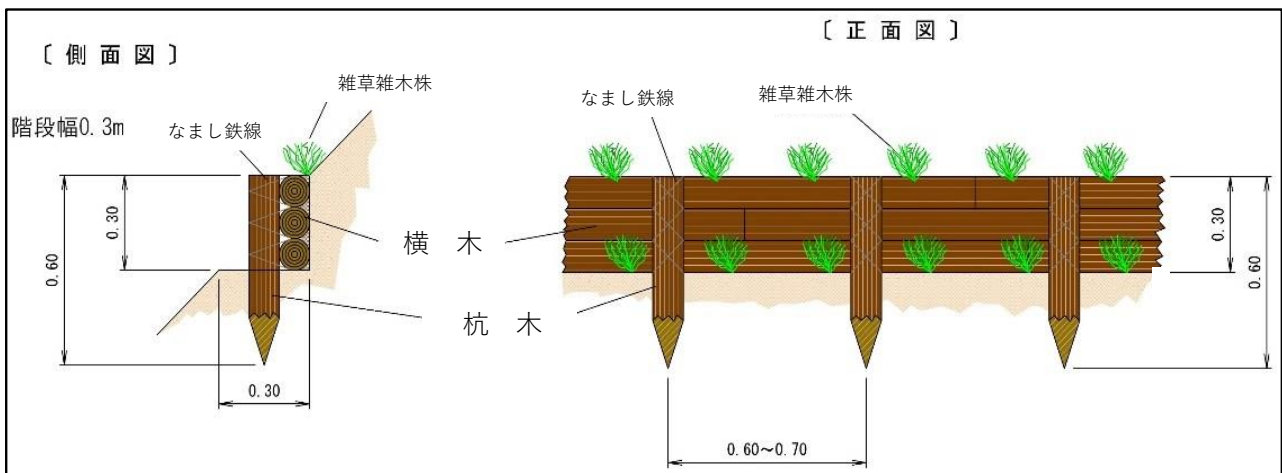 〔 側 面 図 〕
階段幅0.3m
なまし鉄線
雑草雑木株
0.60
0.30
0.30
横 木
杭 木
〔 正 面 図 〕
なまし鉄線
雑草雑木株
0.30
0.60
0.60～0.70